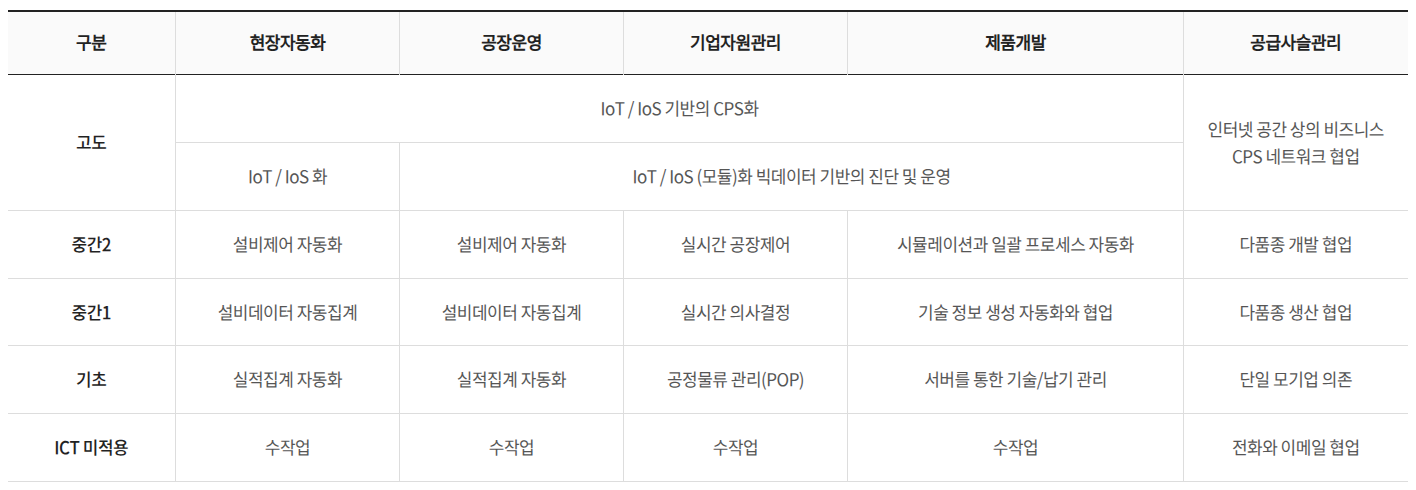 구분 현장자동화 공장운영 기업자원관리 제품개발 공급사슬관리
고도
IoT / IoS 기반의 CPS화
인터넷 공간 상의 비즈니스
CPS 네트워크 협업
IoT / IoS 화 IoT / IoS (모듈)화 빅데이터 기반의 진단 및 운영
중간2 설비제어 자동화 설비제어 자동화 실시간 공장제어 시뮬레이션과 일괄 프로세스 자동화 다품종 개발 협업
중간1 설비데이터 자동집계 설비데이터 자동집계 실시간 의사결정 기술 정보 생성 자동화와 협업 다품종 생산 협업
기초 실적집계 자동화 실적집계 자동화 공정물류 관리(POP) 서버를 통한 기술/납기 관리 단일 모기업 의존
ICT 미적용 수작업 수작업 수작업 수작업 전화와 이메일 협업